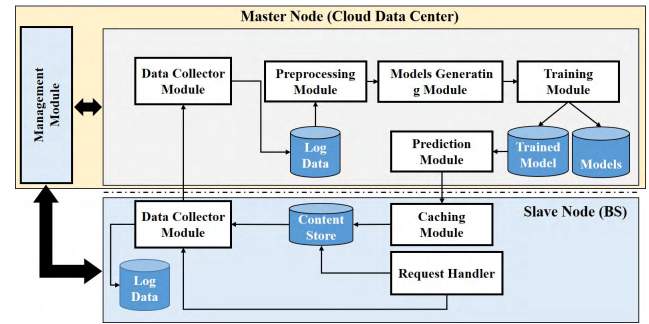 Master Node (Cloud Data Center)
Management
Module
Data Collector
Module
Preprocessing
Module
Models Generatin
g Module
Training
Module
Log
Data
Prediction
Module
Trained
Model
Models
Slave Node (BS)
Data Collector
Module
Content
Store
Caching
Module
Log
Data
Request Handler